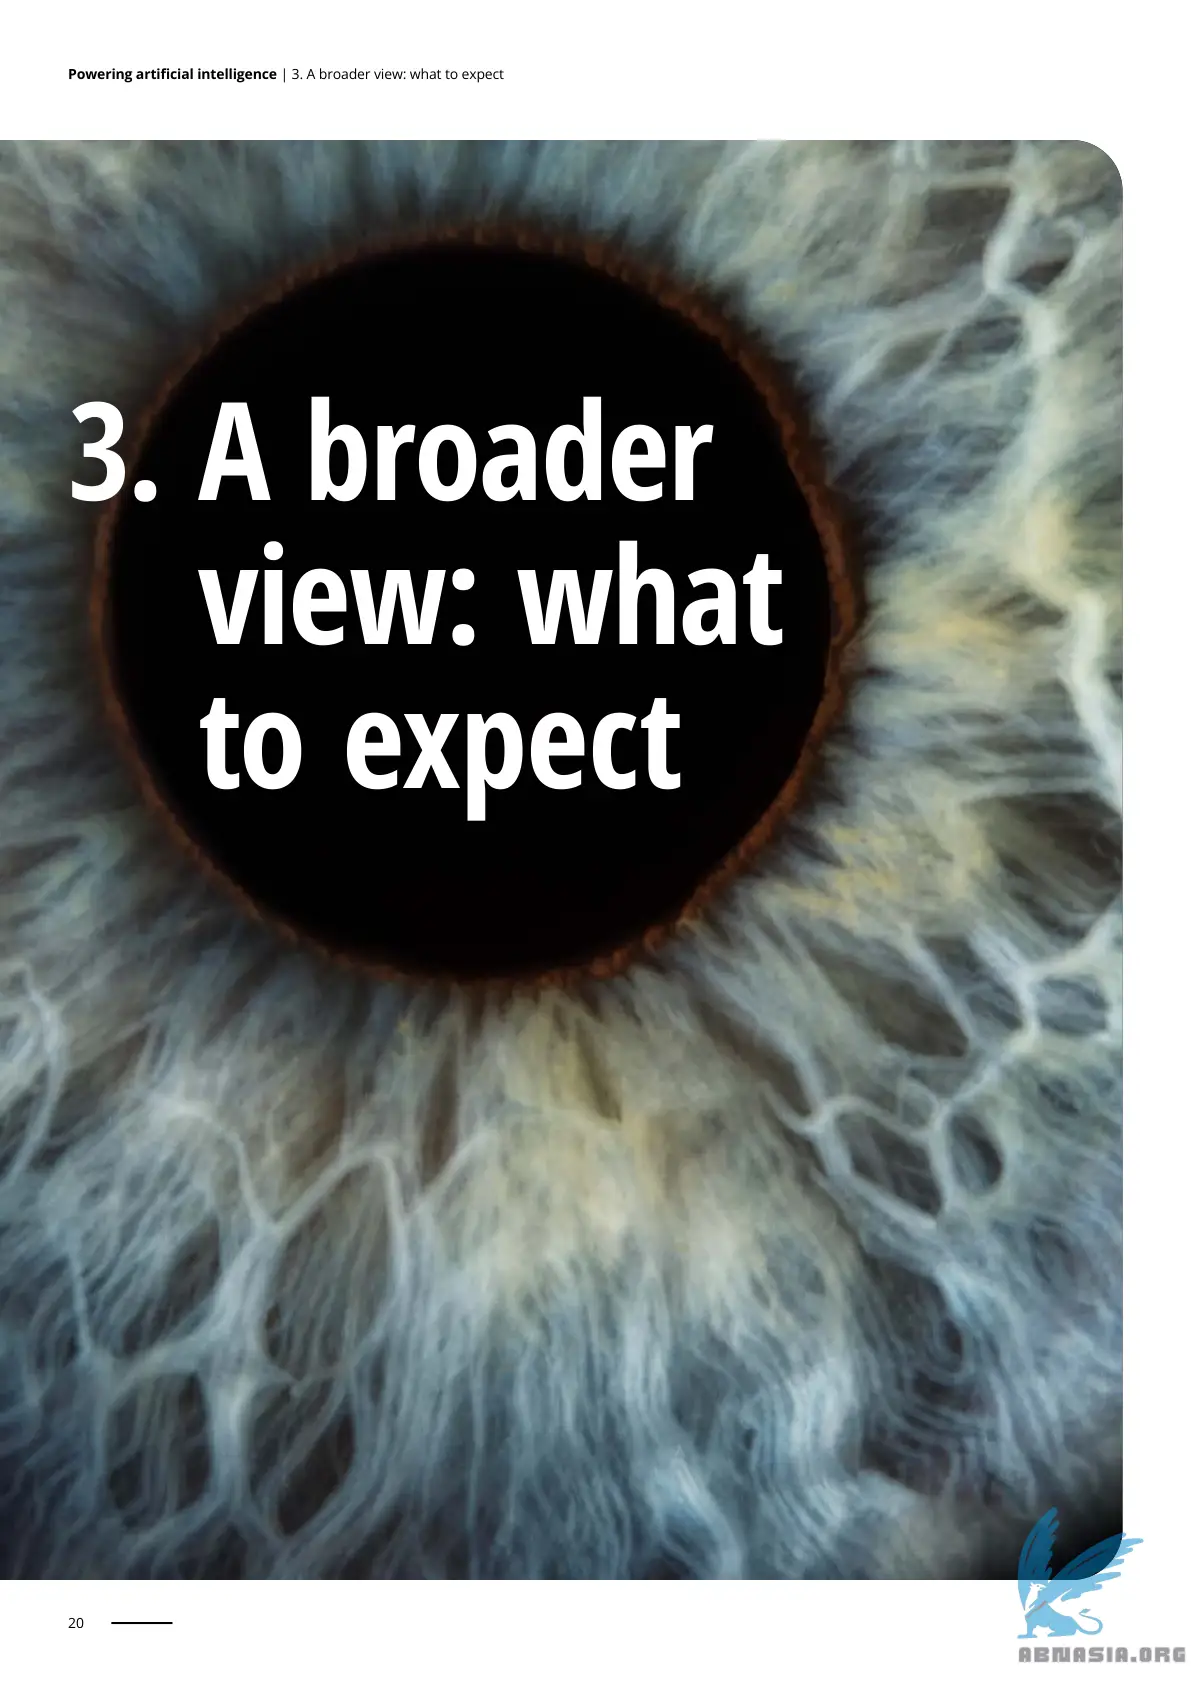 Powering artificial intelligence | 3. A broader view: what to expect
3. A broader
view: what
to expect
20
ABNASIA.ORG